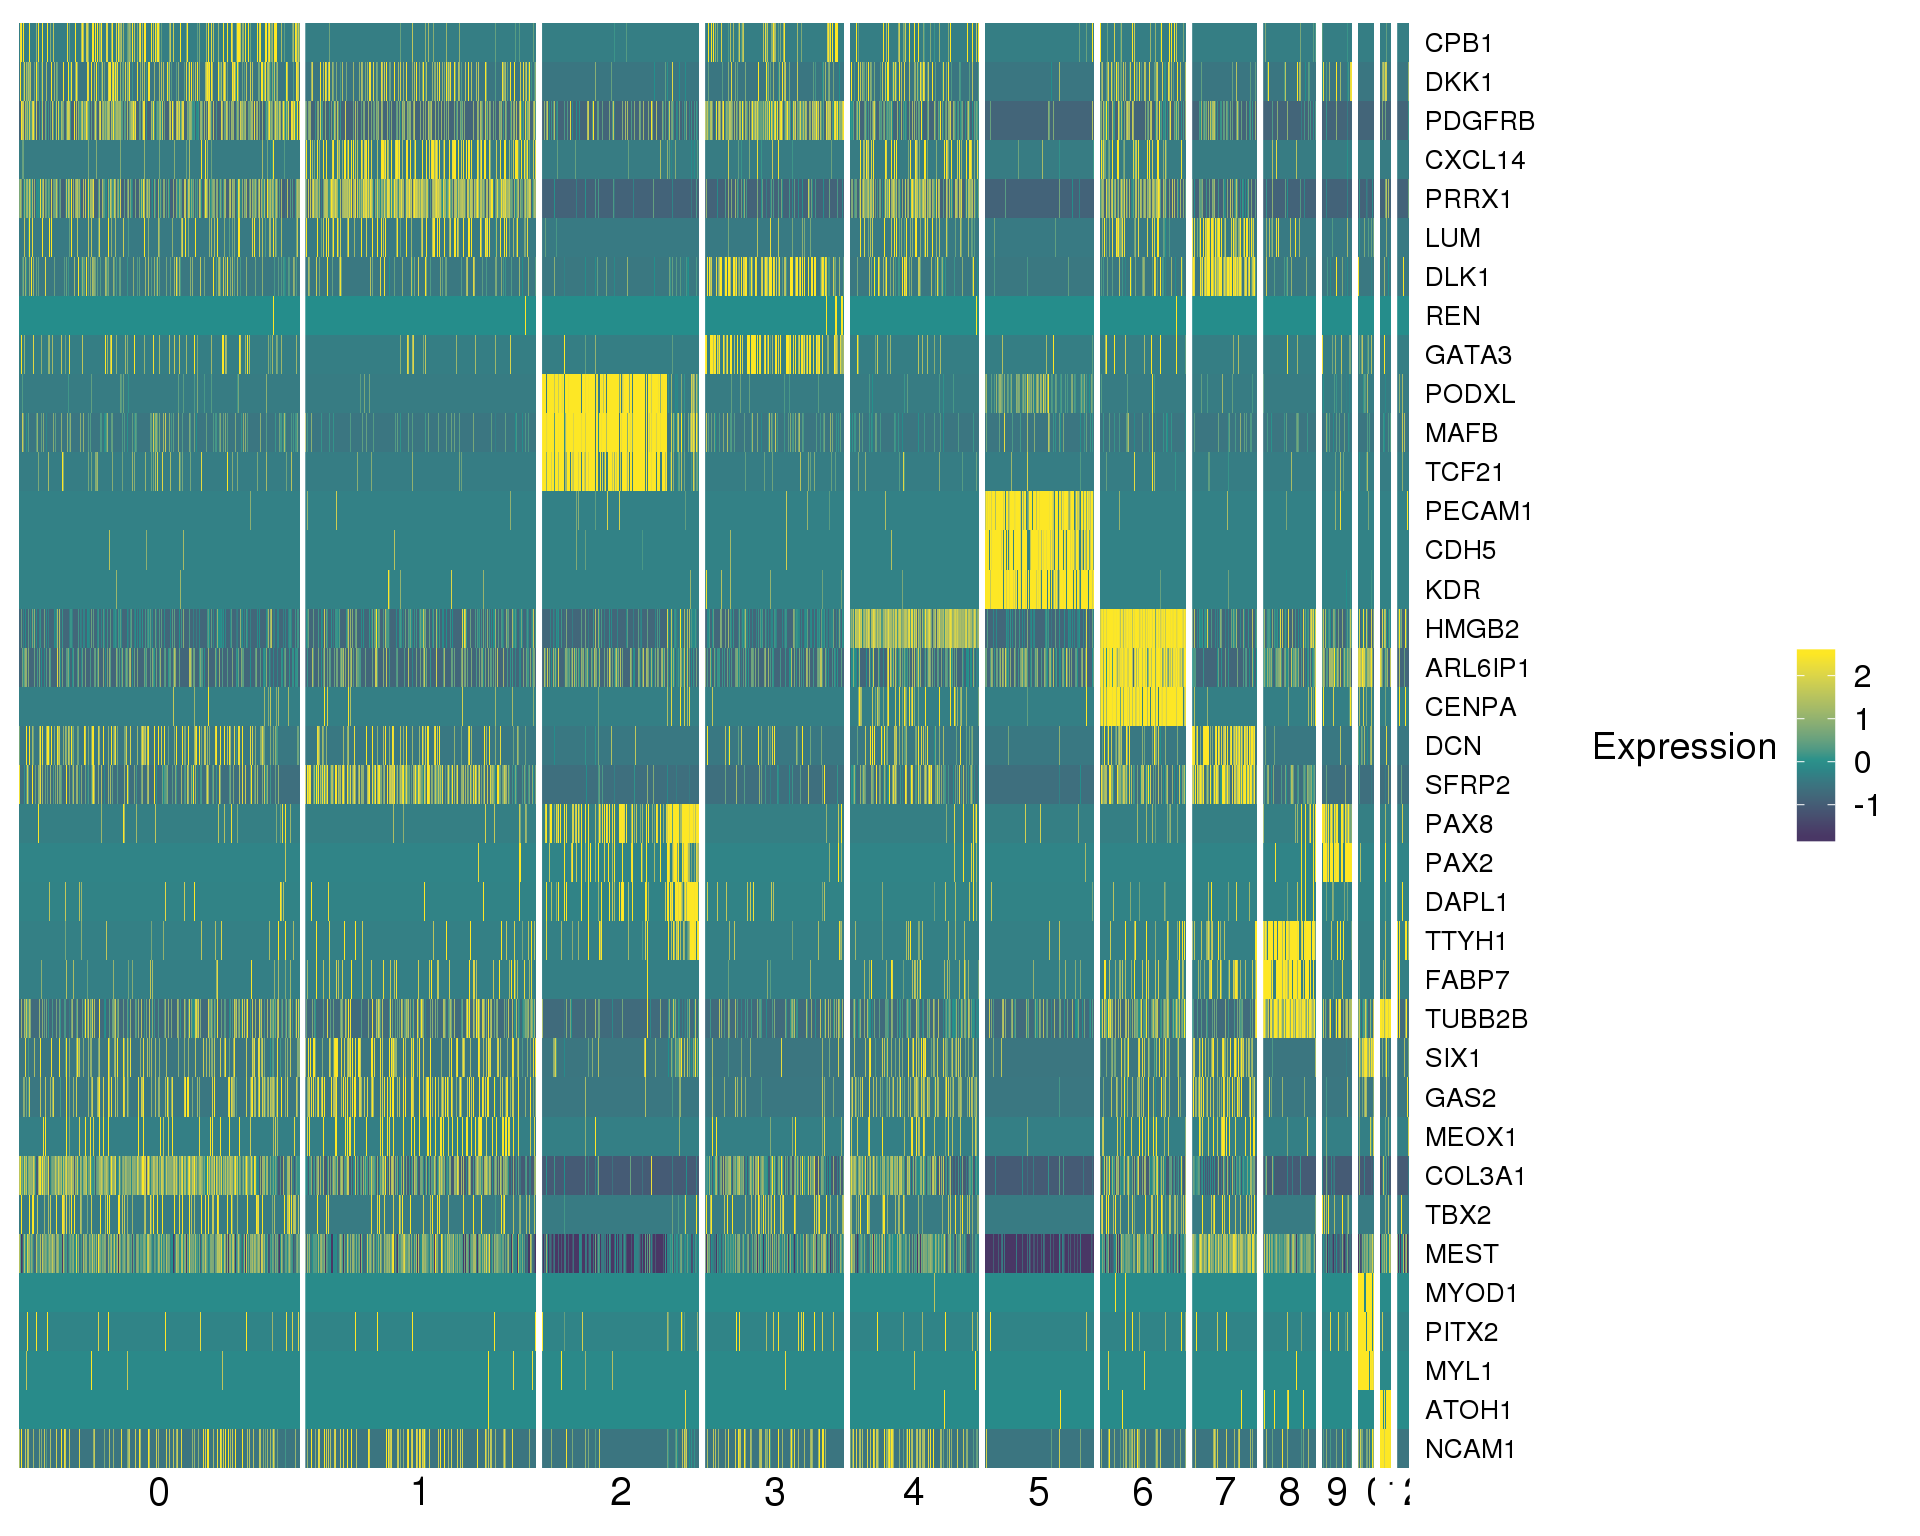 CPB1
DKK1
PDGFRB
CXCL14
PRRX1
LUM
DLK1
REN
GATA3
PODXL
MAFB
TCF21
PECAM1
CDH5
KDR
HMGB2
ARL6IP1
CENPA
DCN
SFRP2
PAX8
PAX2
DAPL1
TTYH1
FABP7
TUBB2B
SIX1
GAS2
MEOX1
COL3A1
TBX2
MEST
MYOD1
PITX2
MYL1
ATOH1
NCAM1
0 1 2 3 4 5 6 7 8 9
Expression
2
1
0
-1